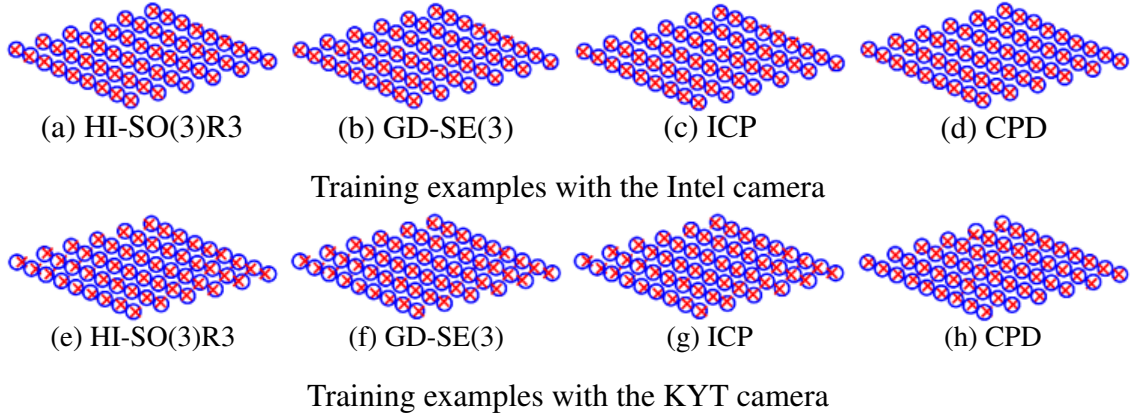 (a) HI-SO(3)R3 (b) GD-SE(3) (c) ICP (d) CPD
Training examples with the Intel camera
(e) HI-SO(3)R3 (f) GD-SE(3) (g) ICP (h) CPD
Training examples with the KYT camera